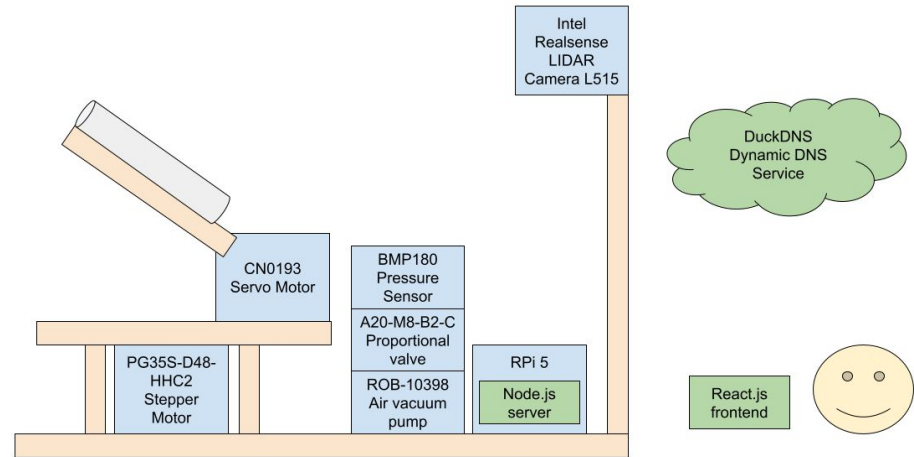 Intel
Realsense
LIDAR
Camera L515
DuckDNS
Dynamic DNS
Service
CN0193
Servo Motor
BMP180
Pressure
Sensor
A20-M8-B2-C
Proportional
valve
PG35S-D48-
HHC2
Stepper
Motor
ROB-10398
Air vacuum
pump
RPi 5
Node.js
server
React.js
frontend